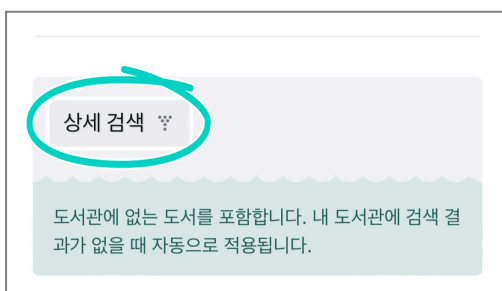 상세 검색
도서관에 없는 도서를 포함합니다. 내 도서관에 검색 결
과가 없을 때 자동으로 적용됩니다.